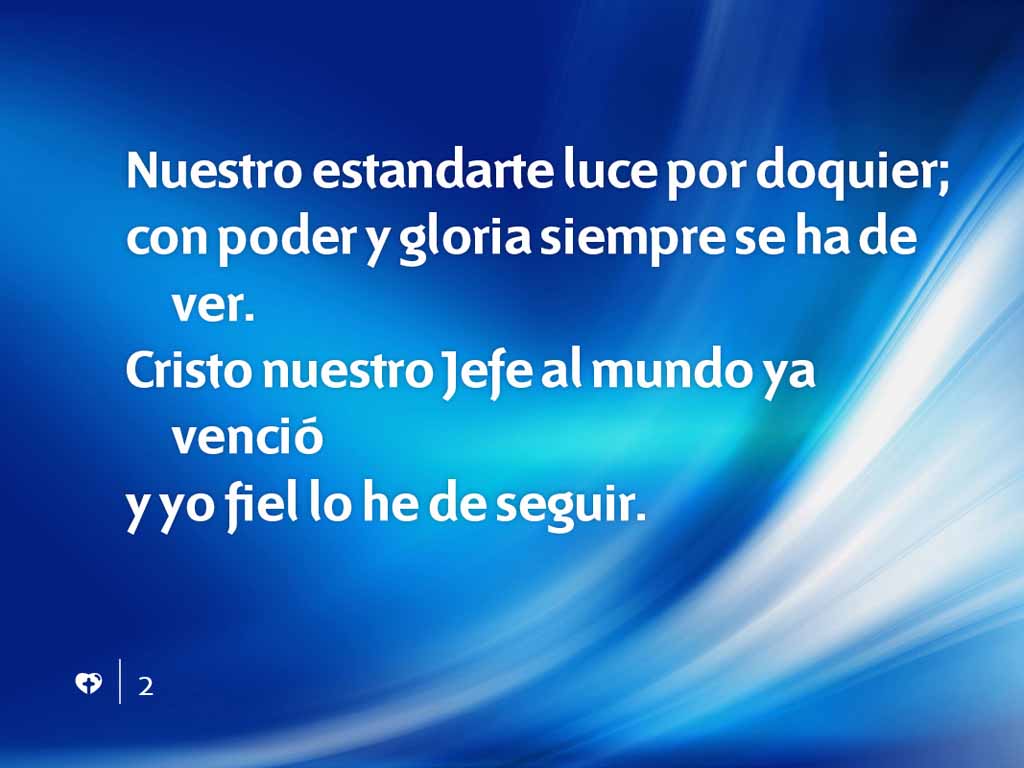 Nuestro estandarte luce por doquier;
con poder y gloria siempre se ha de
ver.
Cristo nuestro Jefe al mundo ya
venció
y yo fiel lo he de seguir.
2